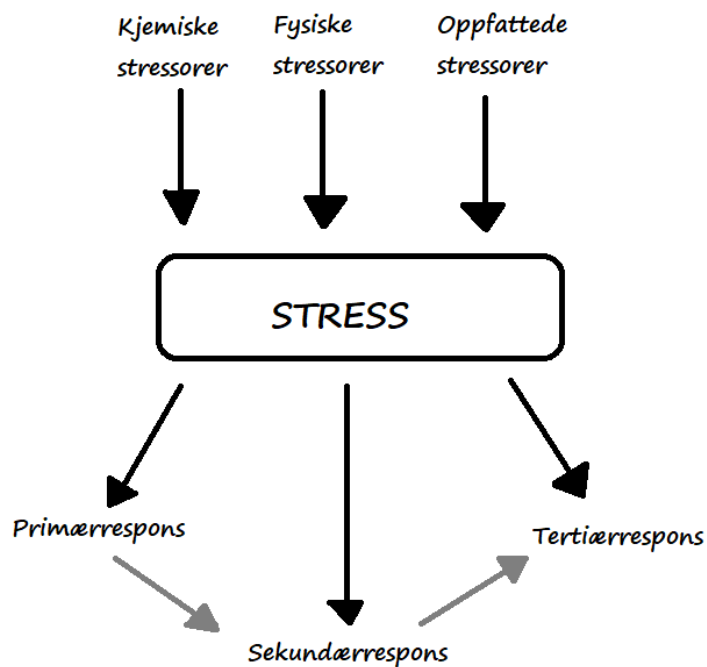 Kjemiske
stressorer
Fysiske
stressorer
Oppfattede
stressorer
STRESS
Primærrespons
Tertiærrespons
Sekundærrespons